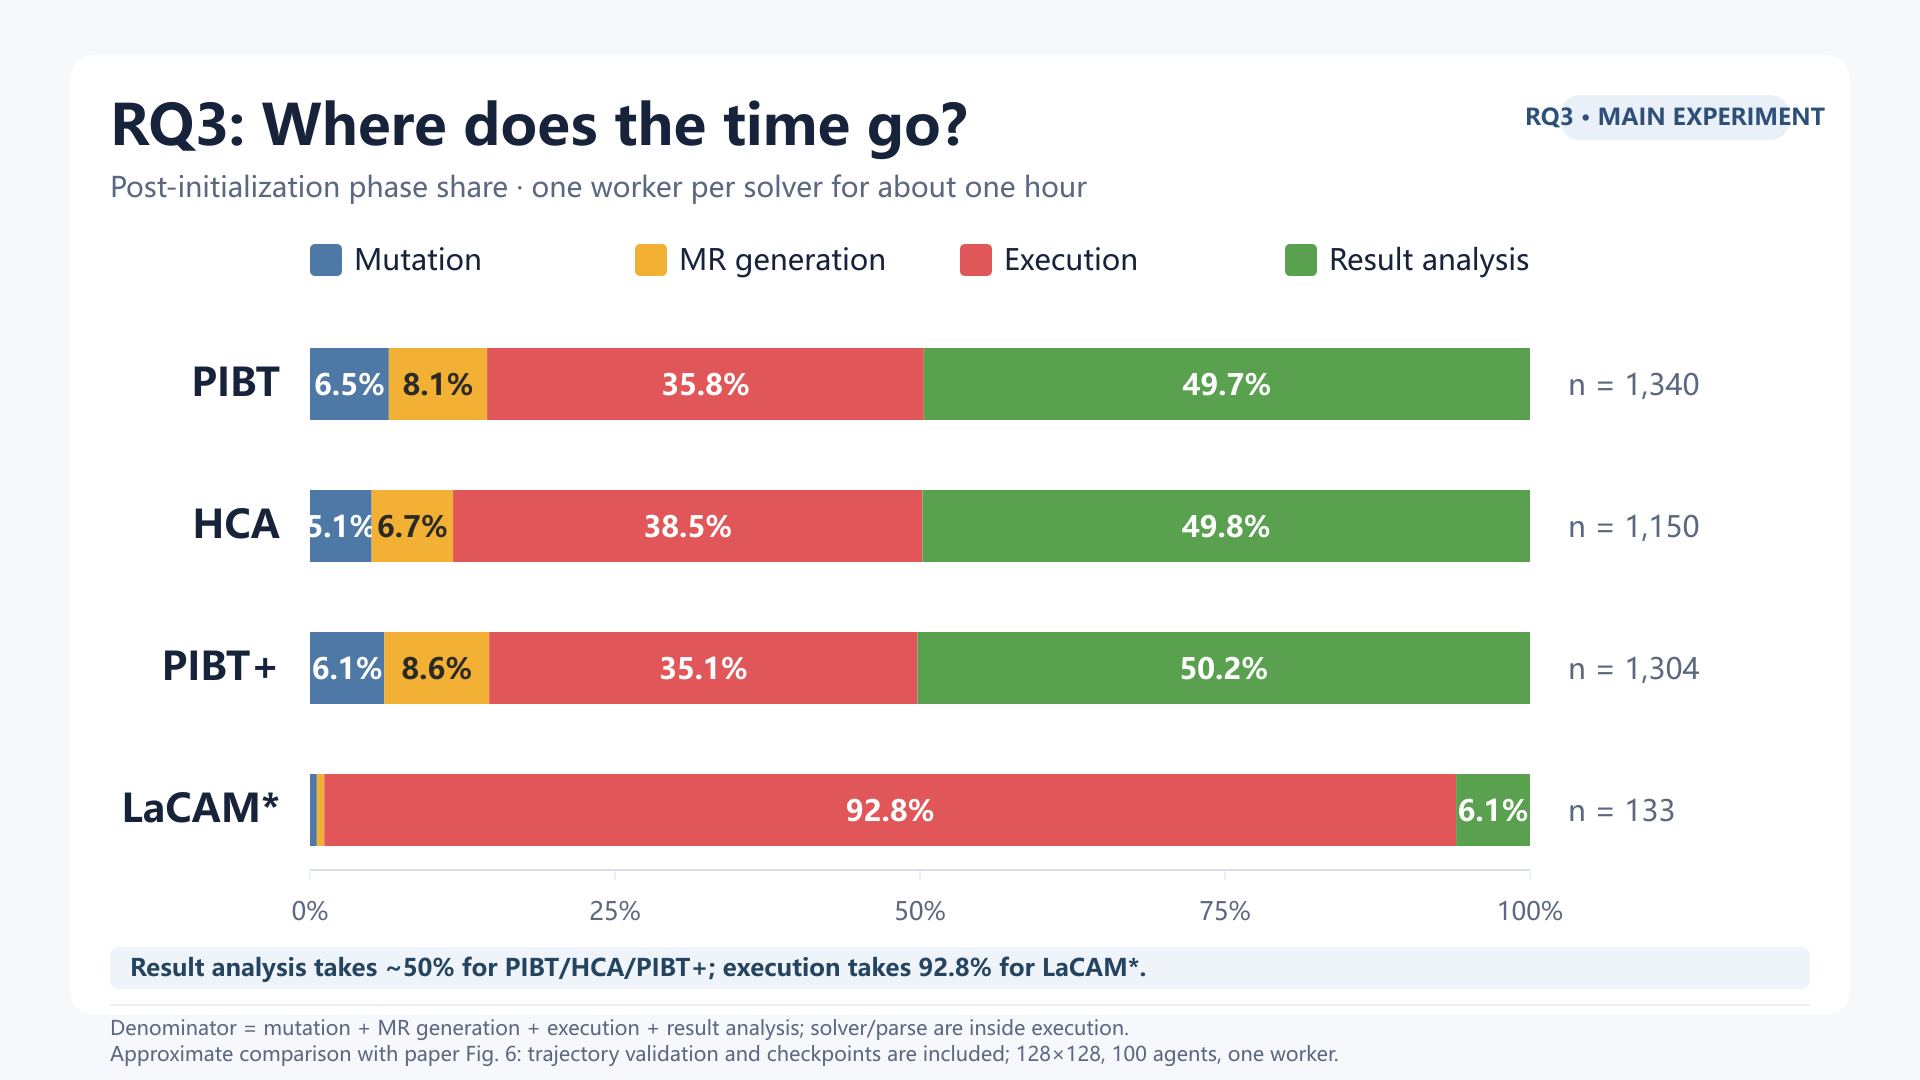 RQ3: Where does the time go?
RQ3 • MAIN EXPERIMENT
Post-initialization phase share · one worker per solver for about one hour
Mutation MR generation Execution Result analysis
PIBT 6.5% 8.1% 35.8% 49.7% n = 1,340
HCA 5.1% 6.7% 38.5% 49.8% n = 1,150
PIBT+ 6.1% 8.6% 35.1% 50.2% n = 1,304
LaCAM* 92.8% 6.1% n = 133
0% 25% 50% 75% 100%
Result analysis takes ~50% for PIBT/HCA/PIBT+; execution takes 92.8% for LaCAM*.
Denominator = mutation + MR generation + execution + result analysis; solver/parse are inside execution.
Approximate comparison with paper Fig. 6: trajectory validation and checkpoints are included; 128×128, 100 agents, one worker.